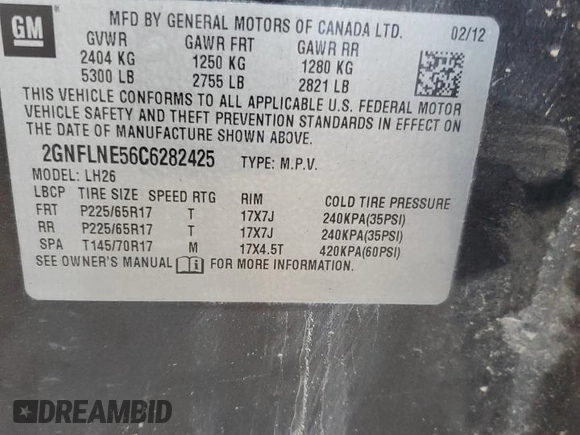 GM
MFD BY GENERAL MOTORS OF CANADA LTD. 02/12
GVWR GAWR FRT GAWR RR
2404 KG 1250 KG 1280 KG
5300 LB 2755 LB 2821 LB
THIS VEHICLE CONFORMS TO ALL APPLICABLE U.S. FEDERAL MOTOR
VEHICLE SAFETY AND THEFT PREVENTION STANDARDS IN EFFECT ON
THE DATE OF MANUFACTURE SHOWN ABOVE
2GNFLNE56C6282425 TYPE: M.P.V.
MODEL: LH26
LBCP TIRE SIZE SPEED RTG RIM COLD TIRE PRESSURE
FRT P225/65R17 T 17X7J 240KPA(35PSI)
RR P225/65R17 T 17X7J 240KPA(35PSI)
SPA T145/70R17 M 17X4.5T 420KPA(60PSI)
SEE OWNER'S MANUAL i FOR MORE INFORMATION.
DREAMBID